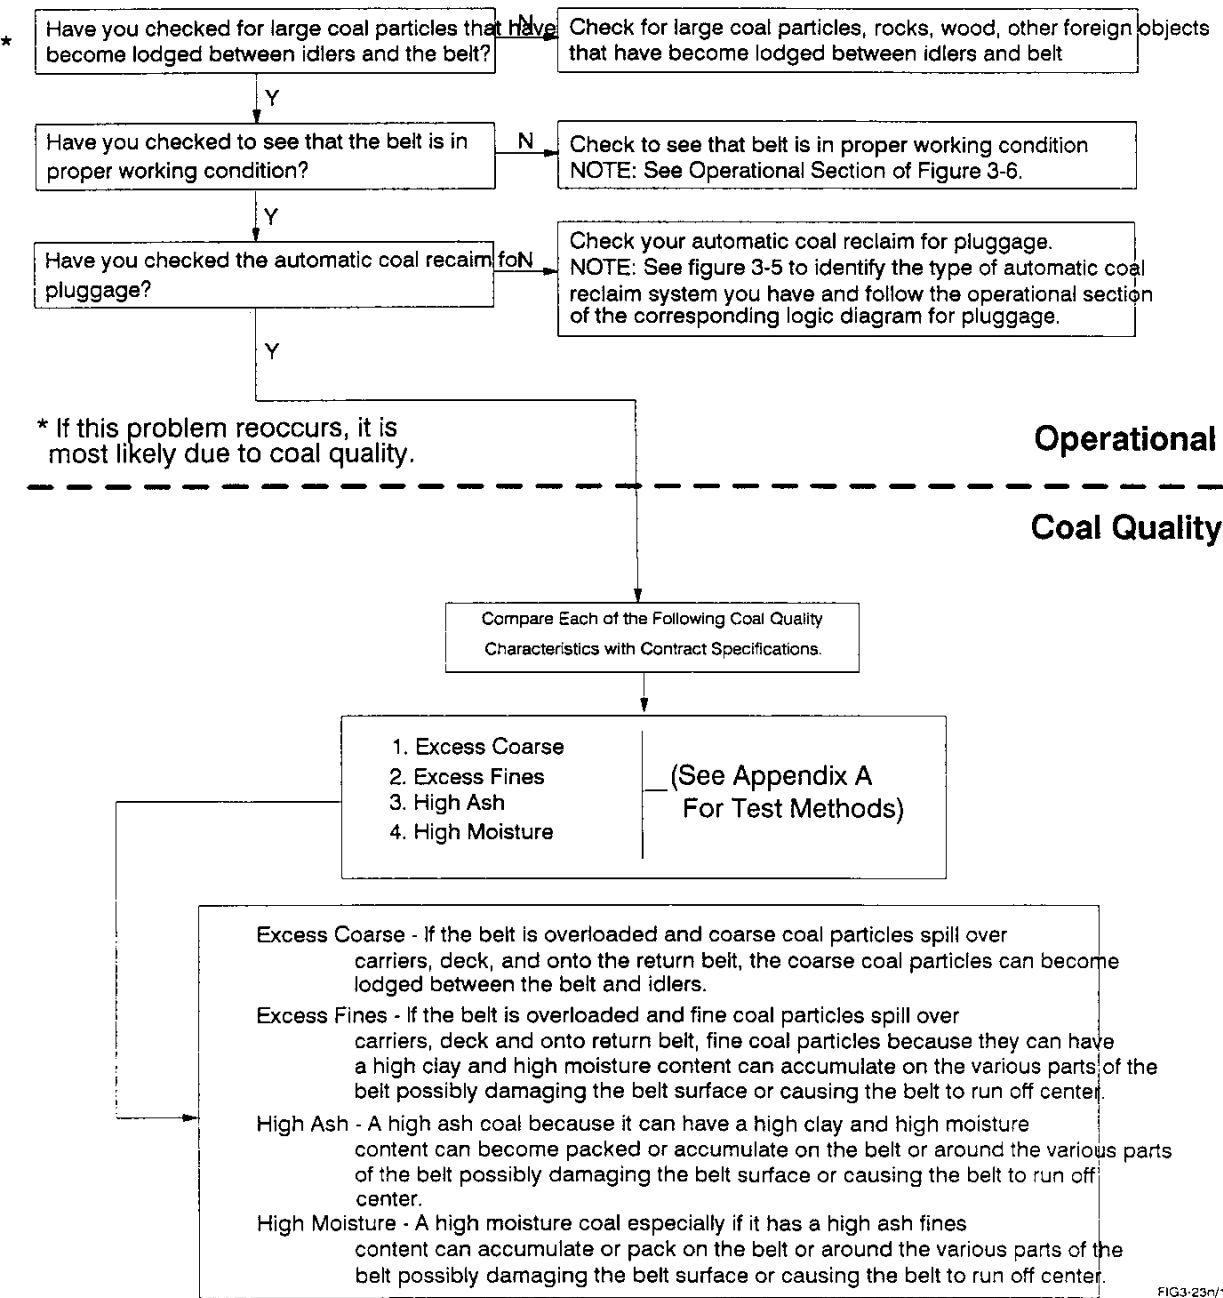 Have you checked for large coal particles that have
become lodged between idlers and the belt?
N
Check for large coal particles, rocks, wood, other foreign objects
that have become lodged between idlers and belt
*
Y
Have you checked to see that the belt is in
proper working condition?
N
Check to see that belt is in proper working condition
NOTE: See Operational Section of Figure 3-6.
Y
Have you checked the automatic coal recaim fo
pluggage?
N
Check your automatic coal reclaim for pluggage.
NOTE: See figure 3-5 to identify the type of automatic coal
reclaim system you have and follow the operational section
of the corresponding logic diagram for pluggage.
Y
* If this problem reoccurs, it is
most likely due to coal quality.
Operational
Coal Quality
Compare Each of the Following Coal Quality
Characteristics with Contract Specifications.
1. Excess Coarse
2. Excess Fines
3. High Ash
4. High Moisture
(See Appendix A
For Test Methods)
Excess Coarse - If the belt is overloaded and coarse coal particles spill over
carriers, deck, and onto the return belt, the coarse coal particles can become
lodged between the belt and idlers.
Excess Fines - If the belt is overloaded and fine coal particles spill over
carriers, deck and onto return belt, fine coal particles because they can have
a high clay and high moisture content can accumulate on the various parts of the
belt possibly damaging the belt surface or causing the belt to run off center.
High Ash - A high ash coal because it can have a high clay and high moisture
content can become packed or accumulate on the belt or around the various parts
of the belt possibly damaging the belt surface or causing the belt to run off
center.
High Moisture - A high moisture coal especially if it has a high ash fines
content can accumulate or pack on the belt or around the various parts of the
belt possibly damaging the belt surface or causing the belt to run off center.